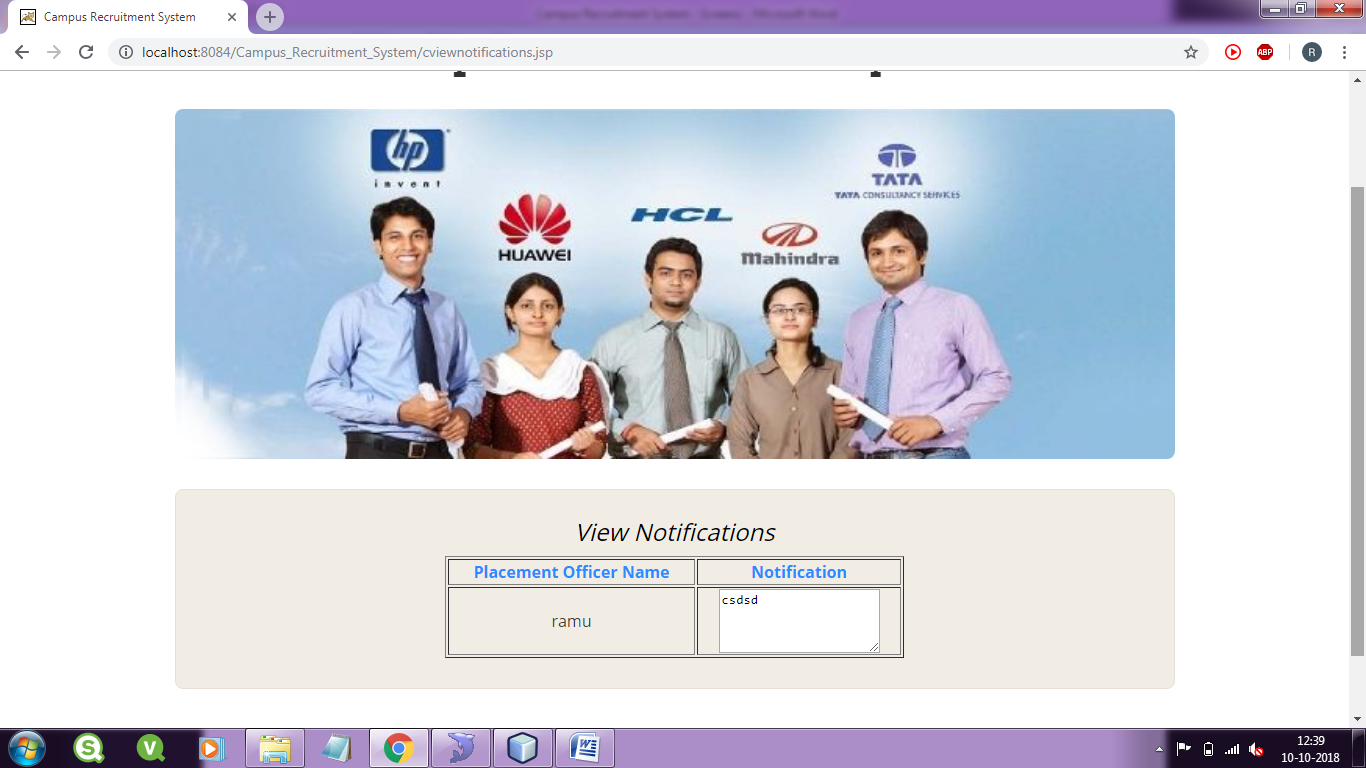 Campus Recruitment System
localhost:8084/Campus_Recruitment_System/cviewnotifications.jsp
ABP
R
hp
invent
HUAWEI
HCL
Mahindra
TATA
TATA CONSULTANCY SERVICES
View Notifications
Placement Officer Name Notification
ramu csdsd
12:39
10-10-2018